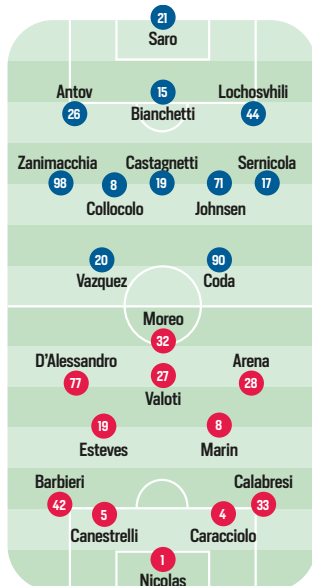 21
Saro
Antov
15
Lochosvhili
26
Bianchetti
44
Zanimacchia
Castagnetti
Sernicola
98
8
19
71
17
Collocolo
Johnsen
20
90
Vazquez
Coda
Moreo
32
D'Alessandro
27
Arena
77
Valoti
28
19
8
Esteves
Marin
Barbieri
Calabresi
42
5
4
33
Canestrelli
Caracciolo
1
Nicolas